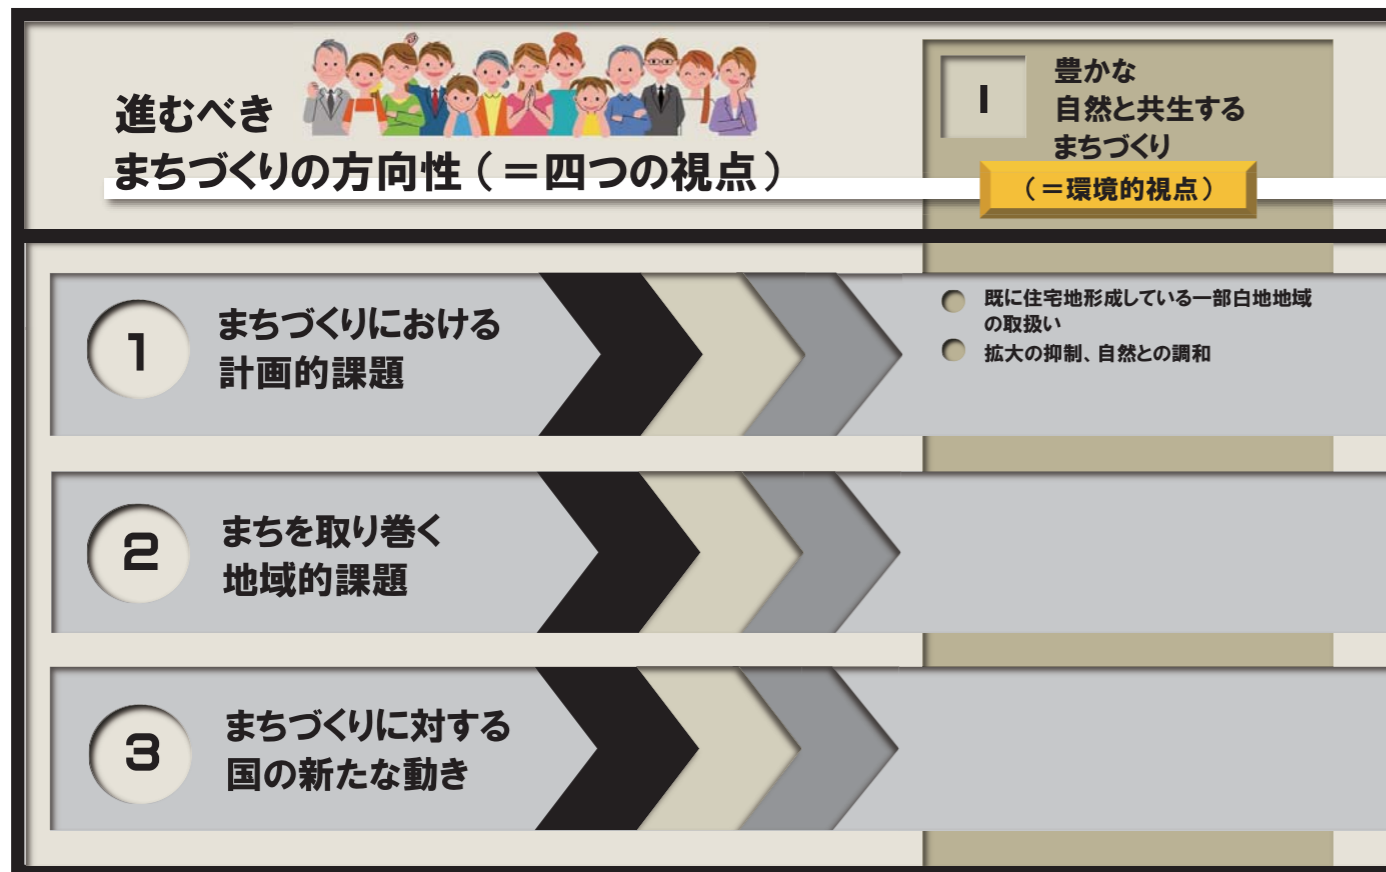 進むべき
まちづくりの方向性(＝四つの視点)
I
豊かな
自然と共生する
まちづくり
(＝環境的視点)
1
まちづくりにおける
計画的課題
既に住宅地形成している一部白地地域
の取扱い
拡大の抑制、自然との調和
2
まちを取り巻く
地域的課題
3
まちづくりに対する
国の新たな動き